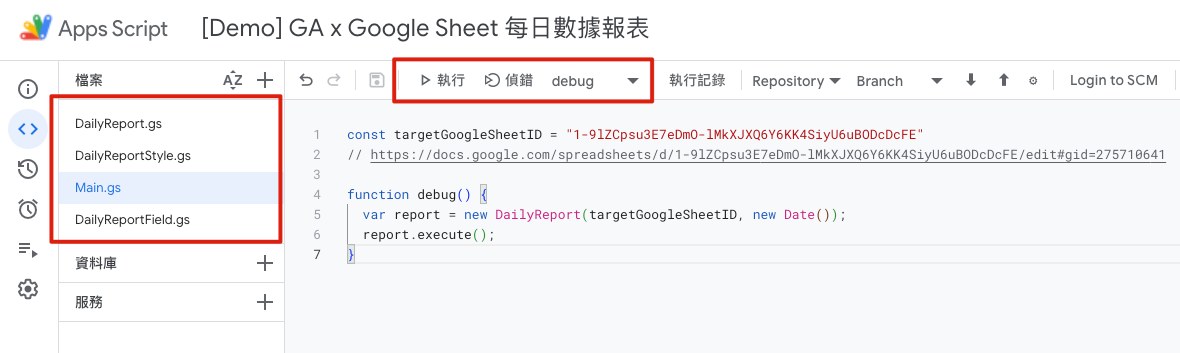 Apps Script [Demo] GA x Google Sheet 每日數據報表
檔案 AZ
執行 偵錯 debug 執行記錄 Repository Branch Login to SCM
DailyReport.gs
DailyReportStyle.gs
Main.gs
DailyReportField.gs
資料庫
服務
1 const targetGoogleSheetID = "1-9lZCpsu3E7eDmO-lMkXJXQ6Y6KK4SiyU6uBODcDcFE"
2 // https://docs.google.com/spreadsheets/d/1-9lZCpsu3E7eDmO-lMkXJXQ6Y6KK4SiyU6uBODcDcFE/edit#gid=275710641
3
4 function debug() {
5 var report = new DailyReport(targetGoogleSheetID, new Date());
6 report.execute();
7 }